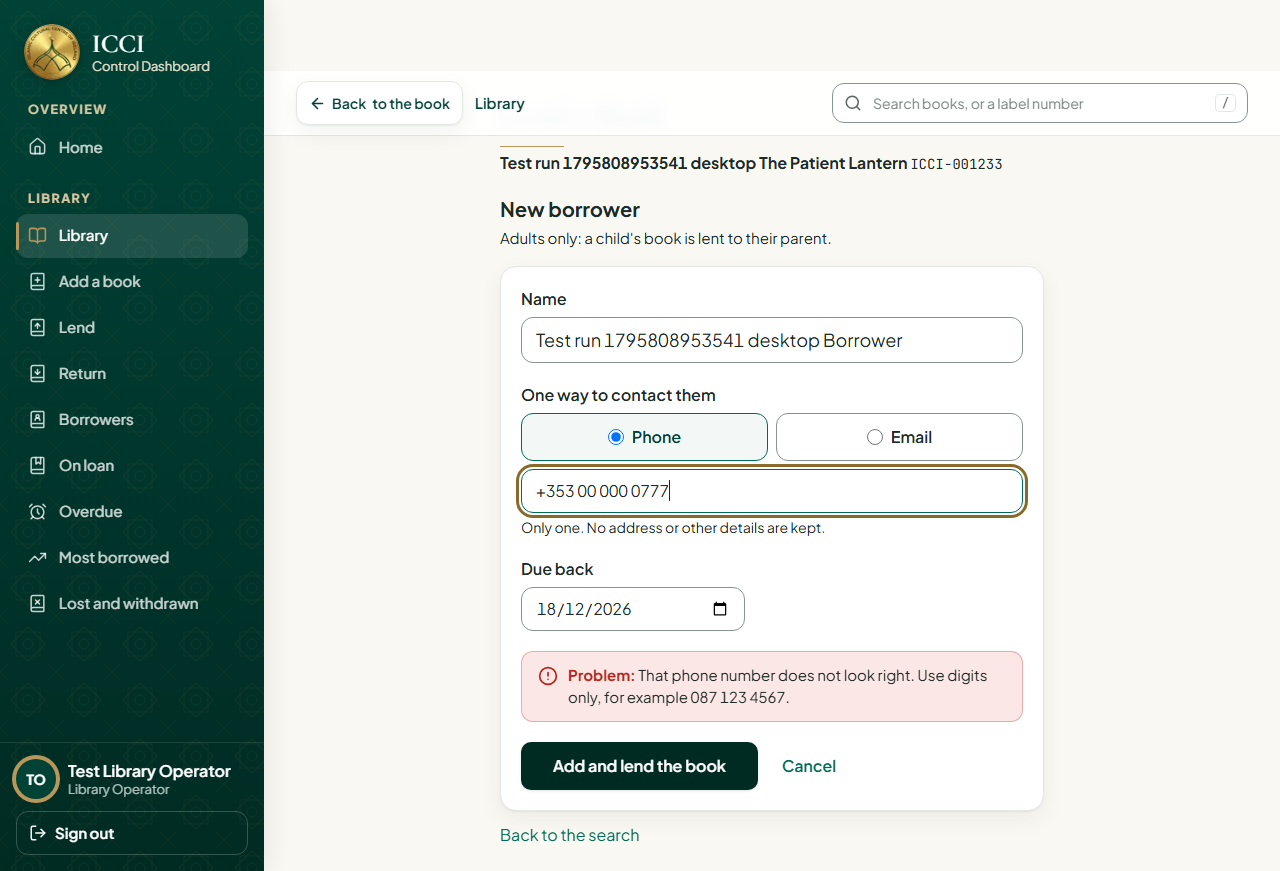 ICCI
Control Dashboard
OVERVIEW
Home
LIBRARY
Library
Add a book
Lend
Return
Borrowers
On loan
Overdue
Most borrowed
Lost and withdrawn
TO
Test Library Operator
Library Operator
Sign out
Back to the book
Library
Search books, or a label number
/
Test run 1795808953541 desktop The Patient Lantern ICCI-001233
New borrower
Adults only: a child's book is lent to their parent.
Name
Test run 1795808953541 desktop Borrower
One way to contact them
Phone
Email
+353 00 000 0777
Only one. No address or other details are kept.
Due back
18/12/2026
Problem: That phone number does not look right. Use digits
only, for example 087 123 4567.
Add and lend the book
Cancel
Back to the search